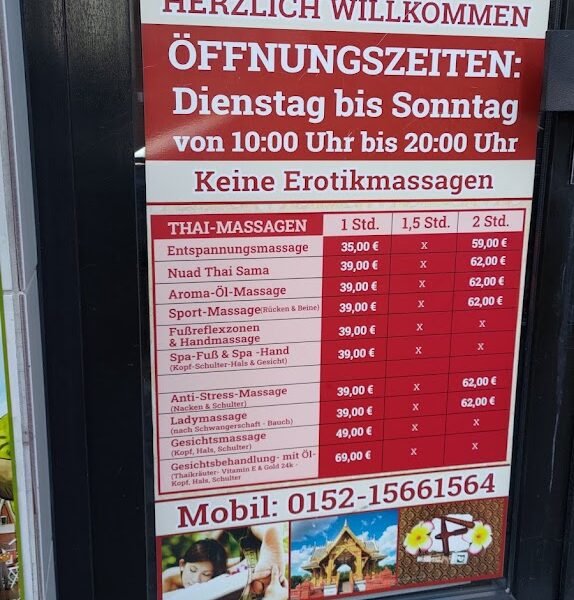 HERZLICH WILLKOMMEN
ÖFFNUNGSZEITEN:
Dienstag bis Sonntag
von 10:00 Uhr bis 20:00 Uhr
Keine Erotikmassagen
THAI-MASSAGEN 1 Std. 1,5 Std. 2 Std.
Entspannungsmassage 35,00 € x 59,00 €
Nuad Thai Sama 39,00 € x 62,00 €
Aroma-Öl-Massage 39,00 € x 62,00 €
Sport-Massage (Rücken & Beine) 39,00 € x 62,00 €
Fußreflexzonen
& Handmassage 39,00 € x x
Spa-Fuß & Spa -Hand 39,00 € x x
(Kopf-Schulter-Hals & Gesicht)
Anti-Stress-Massage 39,00 € x 62,00 €
(Nacken & Schulter)
Ladymassage 39,00 € x 62,00 €
(nach Schwangerschaft - Bauch)
Gesichtsmassage 49,00 € x x
(Kopf, Hals, Schulter)
Gesichtsbehandlung- mit Öl- 69,00 € x x
(Thaikräuter- Vitamin E & Gold 24k -
Kopf, Hals, Schulter
Mobil: 0152-15661564